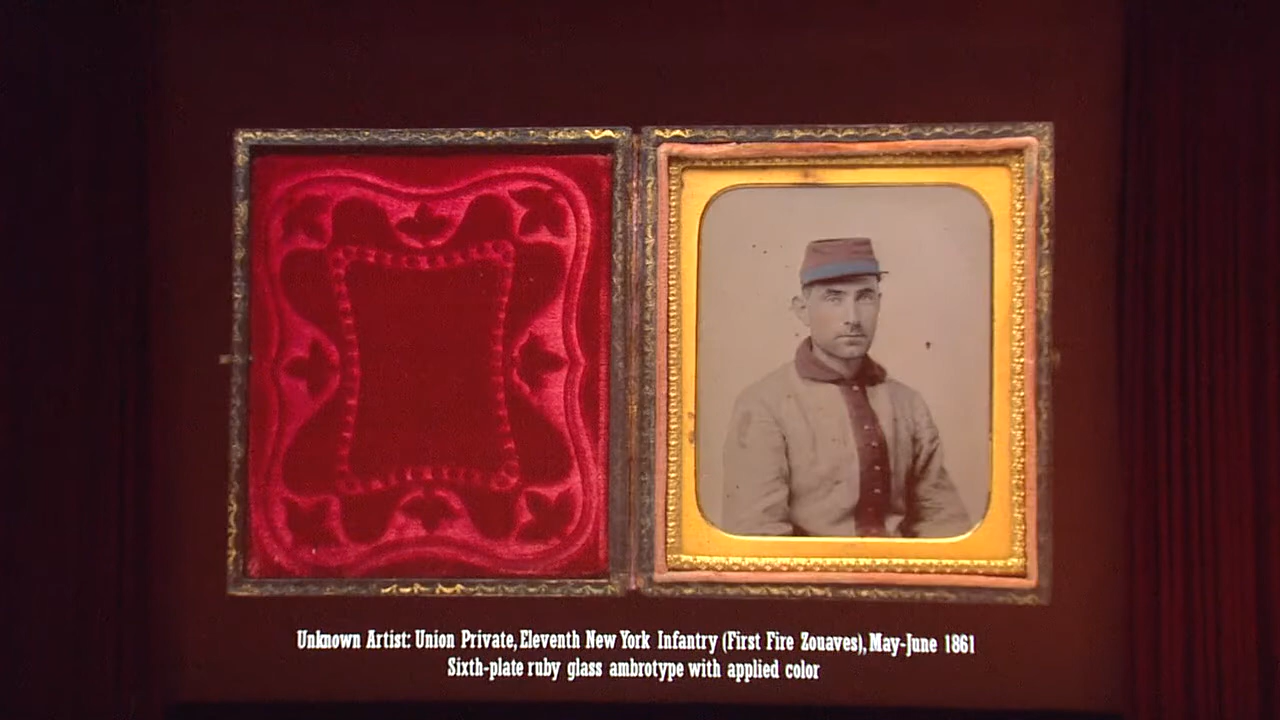 Unknown Artist: Union Private, Eleventh New York Infantry (First Fire Zouaves), May-June 1861
Sixth-plate ruby glass ambrotype with applied color